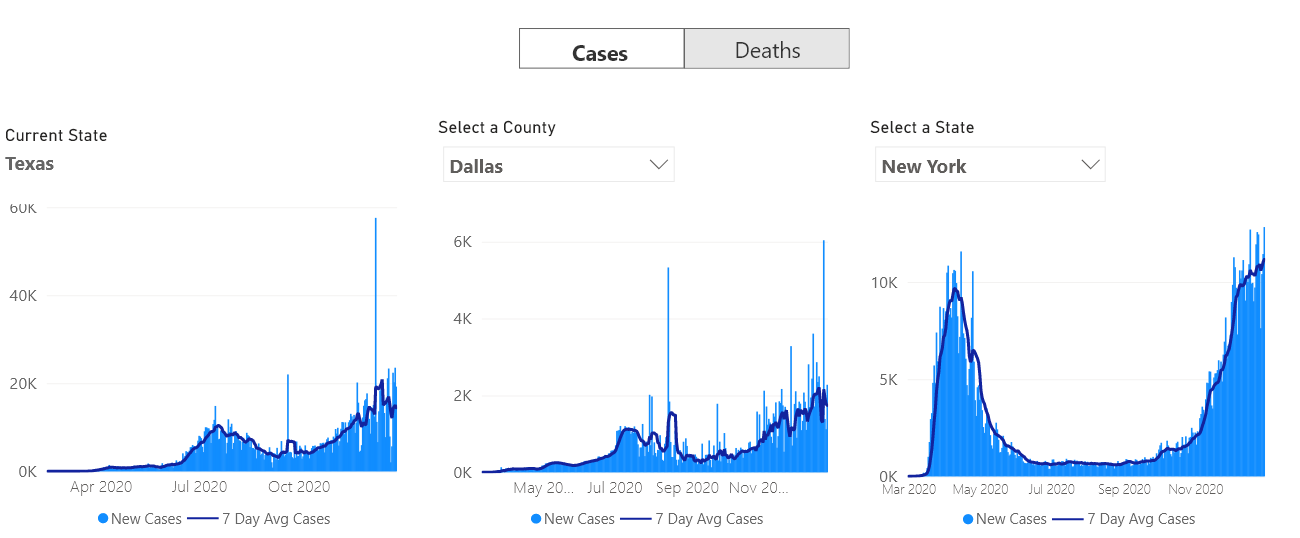 Cases
Deaths
Current State
Texas
60K
40K
20K
0K
Apr 2020
Jul 2020
Oct 2020
New Cases
7 Day Avg Cases
Select a County
Dallas
6K
4K
2K
0K
May 20...
Jul 2020
Sep 2020
Nov 20...
New Cases
7 Day Avg Cases
Select a State
New York
10K
5K
0K
Mar 2020
May 2020
Jul 2020
Sep 2020
Nov 2020
New Cases
7 Day Avg Cases